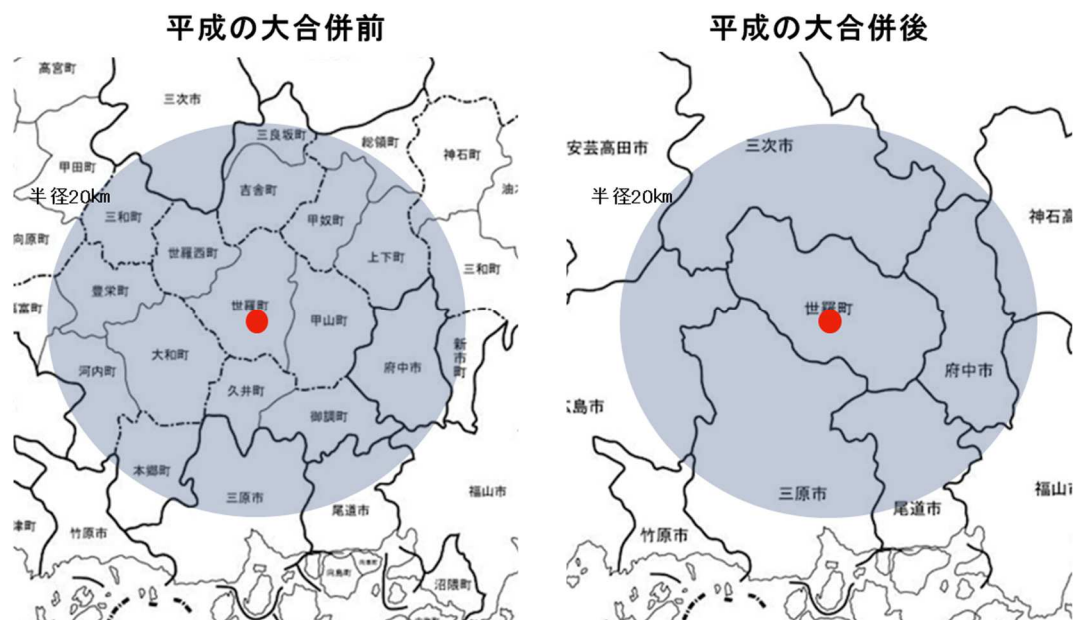 平成の大合併前
高宮町
三次市
三良坂町
総領町
神石町
甲田町
半径20km
吉舎町
三和町
甲奴町
向原町
世羅西町
上下町
三和町
豊栄町
世羅町
甲山町
大和町
新市町
河内町
府中市
久井町
御調町
本郷町
三原市
福山市
尾道市
竹原市
向島町
沼隈町
平成の大合併後
安芸高田市
三次市
半径20km
神石高
世羅町
府中市
島市
三原市
福山市
尾道市
竹原市